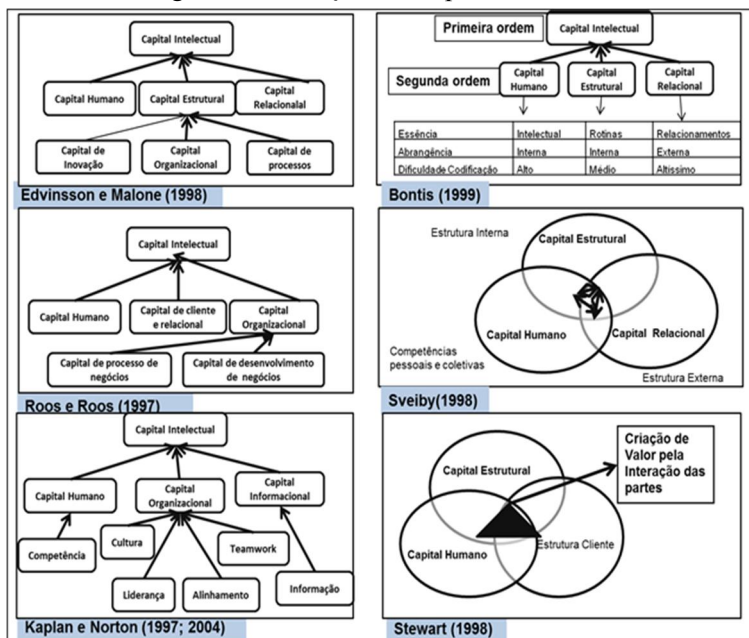 Capital Intelectual
Capital Humano
Capital Estrutural
Capital
Relacionalal
Capital de
Inovação
Capital
Organizacional
Capital de
processos
Edvinsson e Malone (1998)
Primeira ordem
Capital Intelectual
Segunda ordem
Capital
Humano
Capital
Estrutural
Capital
Relacional
Essência Intelectual Rotinas Relacionamentos
Abrangência Interna Interna Externa
Dificuldade Codificação Alto Médio Altíssimo
Bontis (1999)
Capital Intelectual
Capital Humano
Capital de cliente
e relacional
Capital
Organizacional
Capital de processo de
negócios
Capital de desenvolvimento
de negócios
Roos e Roos (1997)
Estrutura Interna
Capital Estrutural
Capital Humano
Capital Relacional
Competências
pessoais e coletivas
Estrutura Externa
Sveiby(1998)
Capital Intelectual
Capital Humano
Capital
Organizacional
Capital
Informacional
Competência
Cultura
Teamwork
Liderança
Alinhamento
Informação
Kaplan e Norton (1997; 2004)
Capital Estrutural
Capital Humano
Estrutura Cliente
Criação de
Valor pela
Interação das
partes
Stewart (1998)